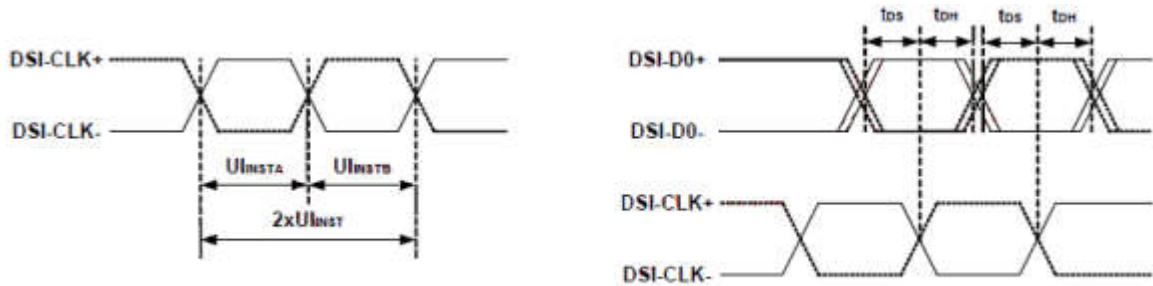 DSI-CLK+
DSI-CLK-
UIINSTA
UIINSTB
2xUIINST
tDS
tDH
tDS
tDH
DSI-D0+
DSI-D0-
DSI-CLK+
DSI-CLK-